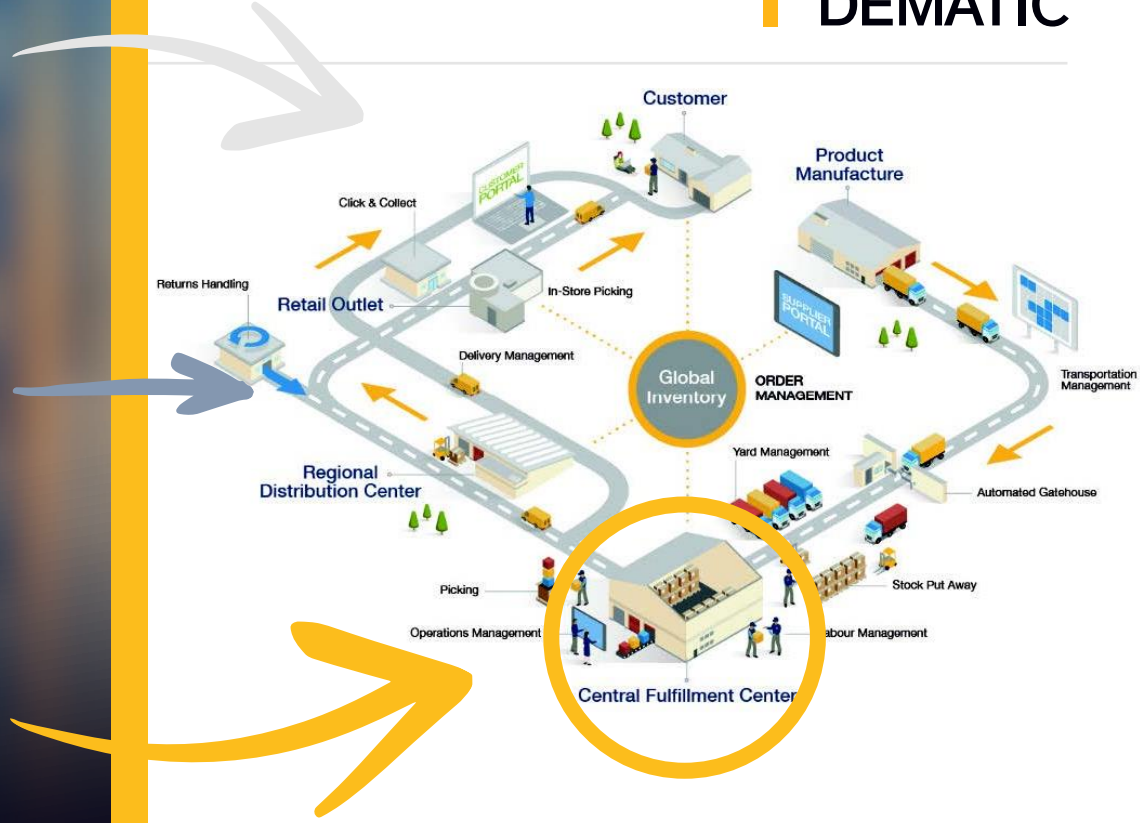 DEMATIC
Customer
Product
Manufacture
CUSTOMER
PORTAL
Click & Collect
Returns Handling
In-Store Picking
Retail Outlet
SUPPLIER
PORTAL
Delivery Management
Global
Inventory
ORDER
MANAGEMENT
Transportation
Management
Yard Management
Regional
Distribution Center
Automated Gatehouse
Picking
Stock Put Away
Operations Management
abour Management
Central Fulfillment Center